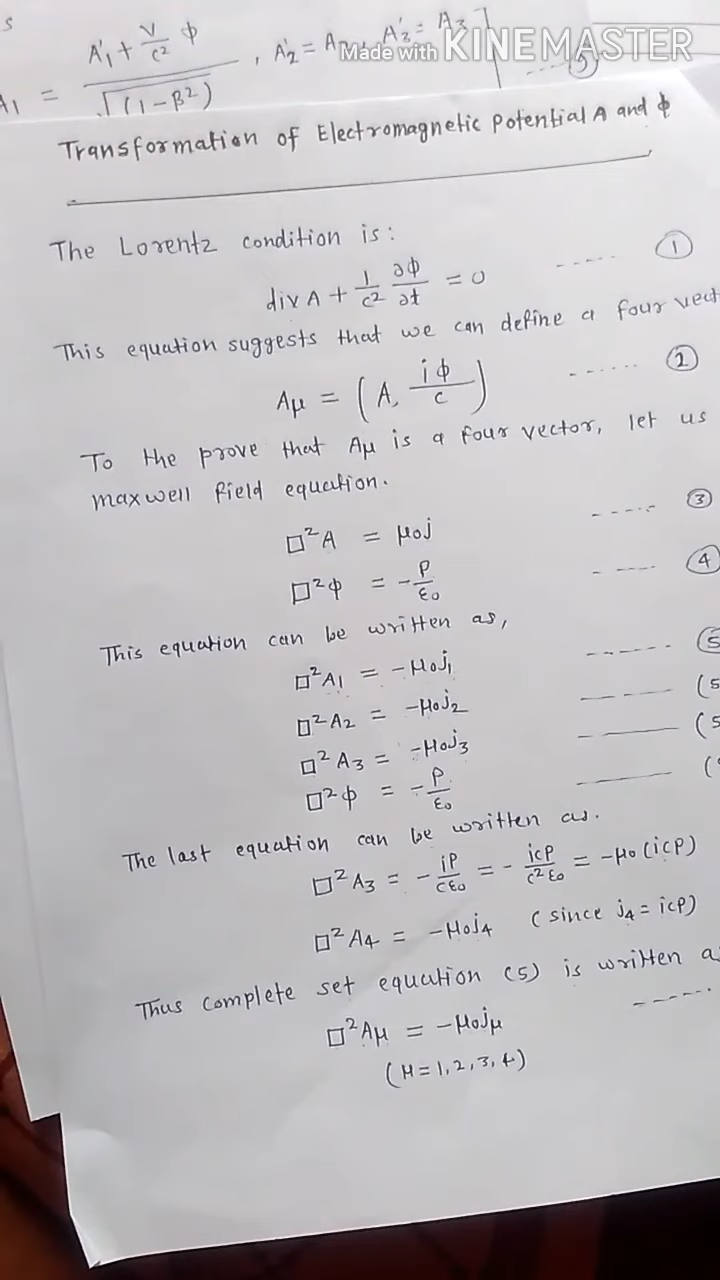 s
A₁ = (A'₁ + v/c² φ) / √(1-β²) , A'₂ = A₂, A'₃ = A₃] ----- ⑤
Made with KINEMASTER
Transformation of Electromagnetic Potential A and φ
The Lorentz condition is:
div A + 1/c² ∂φ/∂t = 0 ----- ①
This equation suggests that we can define a four vect
Aμ = (A, iφ/c) ------ ②
To the prove that Aμ is a four vector, let us
maxwell field equation.
□²A = μ₀j ----- ③
□²φ = -ρ/ε₀ ----- ④
This equation can be written as,
□²A₁ = -μ₀j₁ ------ (5
□²A₂ = -μ₀j₂ ------ (5
□²A₃ = -μ₀j₃ ------ (5
□²φ = -ρ/ε₀ ------ (
The last equation can be written as.
□²A₃ = -iρ/cε₀ = -icρ/c²ε₀ = -μ₀(icρ)
□²A₄ = -μ₀j₄ (since j₄ = icρ)
Thus complete set equation (5) is written a
□²Aμ = -μ₀jμ ------
(μ = 1, 2, 3, 4)